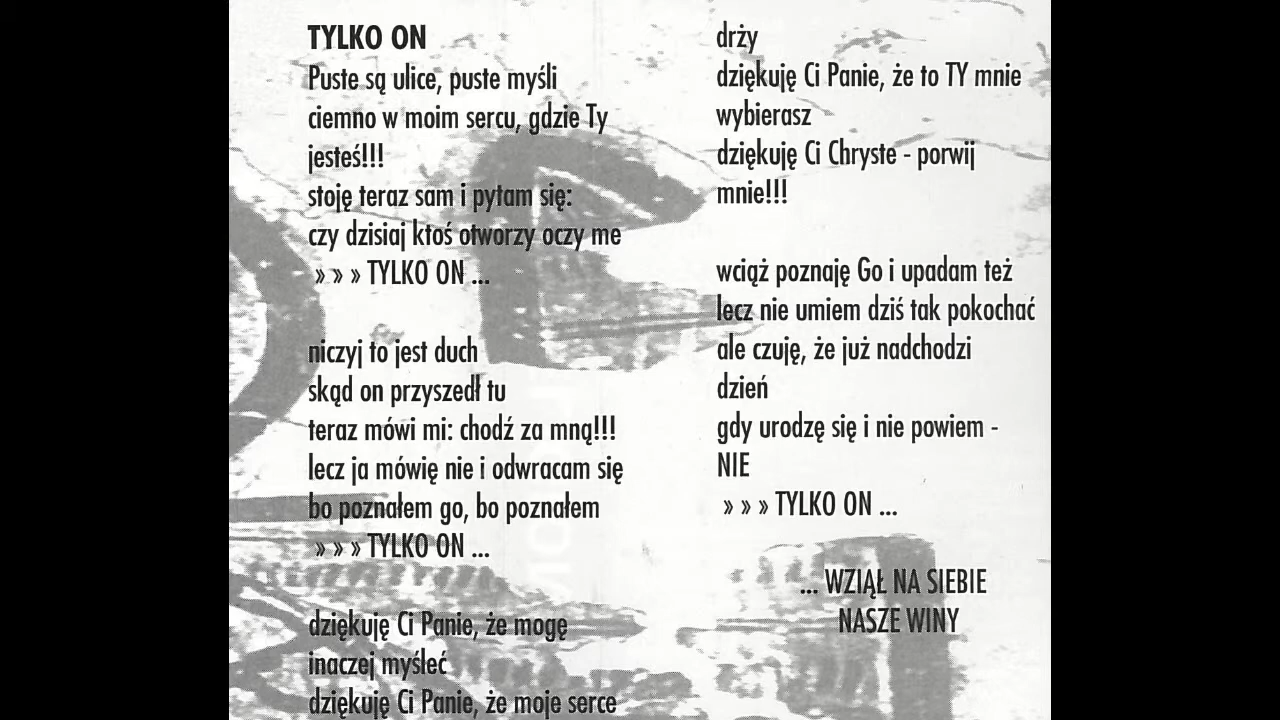 TYLKO ON
Puste są ulice, puste myśli
ciemno w moim sercu, gdzie Ty
jesteś!!!
stoję teraz sam i pytam się:
czy dzisiaj ktoś otworzy oczy me
» » » TYLKO ON ...
niczyj to jest duch
skąd on przyszedł tu
teraz mówi mi: chodź za mną!!!
lecz ja mówię nie i odwracam się
bo poznałem go, bo poznałem
» » » TYLKO ON ...
dziękuję Ci Panie, że mogę
inaczej myśleć
dziękuję Ci Panie, że moje serce
drży
dziękuję Ci Panie, że to TY mnie
wybierasz
dziękuję Ci Chryste - porwij
mnie!!!
wciąż poznaję Go i upadam też
lecz nie umiem dziś tak pokochać
ale czuję, że już nadchodzi
dzień
gdy urodzę się i nie powiem -
NIE
» » » TYLKO ON ...
... WZIĄŁ NA SIEBIE
NASZE WINY